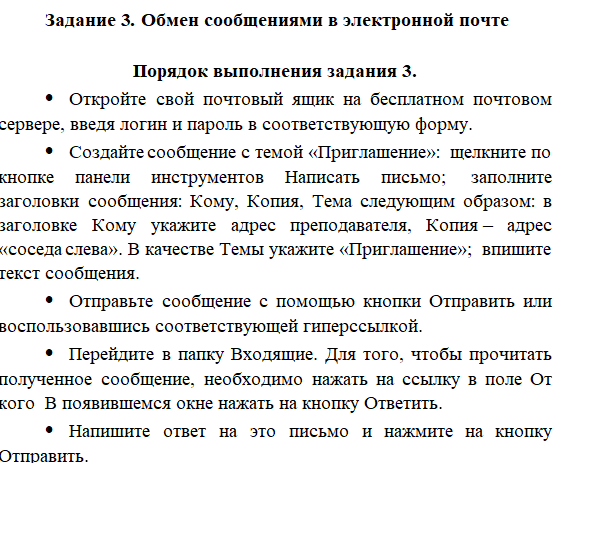 Задание 3. Обмен сообщениями в электронной почте
Порядок выполнения задания 3.
• Откройте свой почтовый ящик на бесплатном почтовом
сервере, введя логин и пароль в соответствующую форму.
• Создайте сообщение с темой «Приглашение»: щелкните по
кнопке панели инструментов Написать письмо; заполните
заголовки сообщения: Кому, Копия, Тема следующим образом: в
заголовке Кому укажите адрес преподавателя, Копия – адрес
«соседа слева». В качестве Темы укажите «Приглашение»; впишите
текст сообщения.
• Отправьте сообщение с помощью кнопки Отправить или
воспользовавшись соответствующей гиперссылкой.
• Перейдите в папку Входящие. Для того, чтобы прочитать
полученное сообщение, необходимо нажать на ссылку в поле От
кого В появившемся окне нажать на кнопку Ответить.
• Напишите ответ на это письмо и нажмите на кнопку
Отправить.